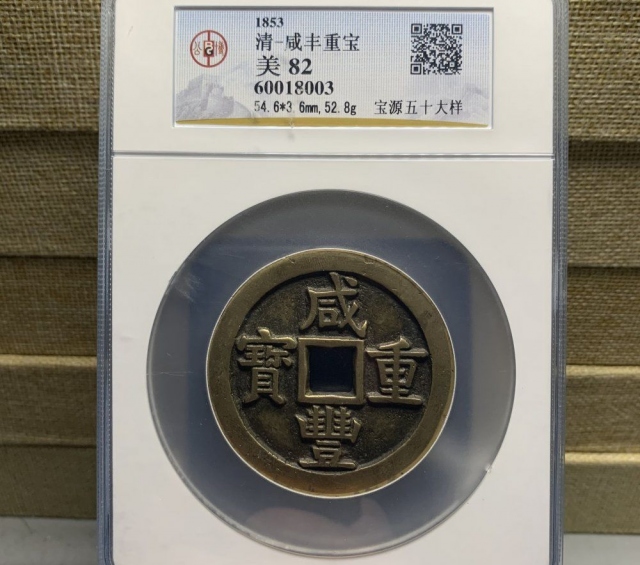 1853
清-咸丰重宝
美 82
60018003
54.6*3.6mm,52.8g 宝源五十大样
咸
寶 重
豐